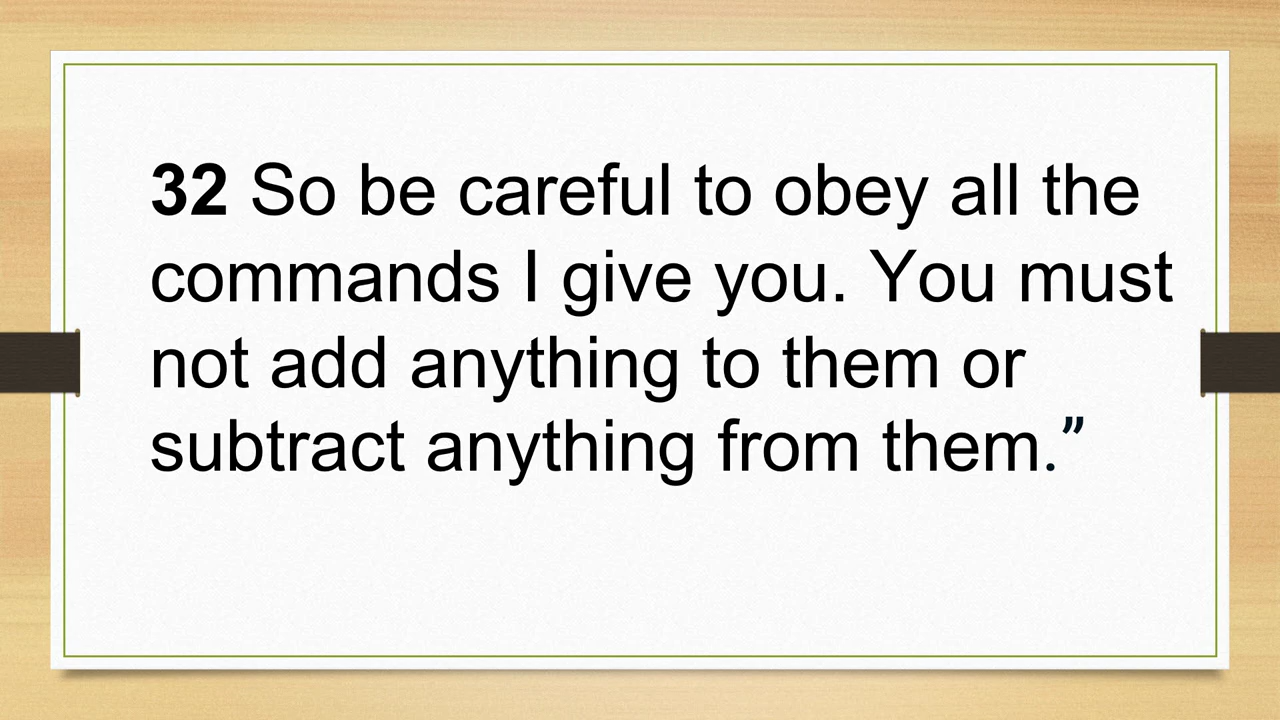 32 So be careful to obey all the
commands I give you. You must
not add anything to them or
subtract anything from them.”